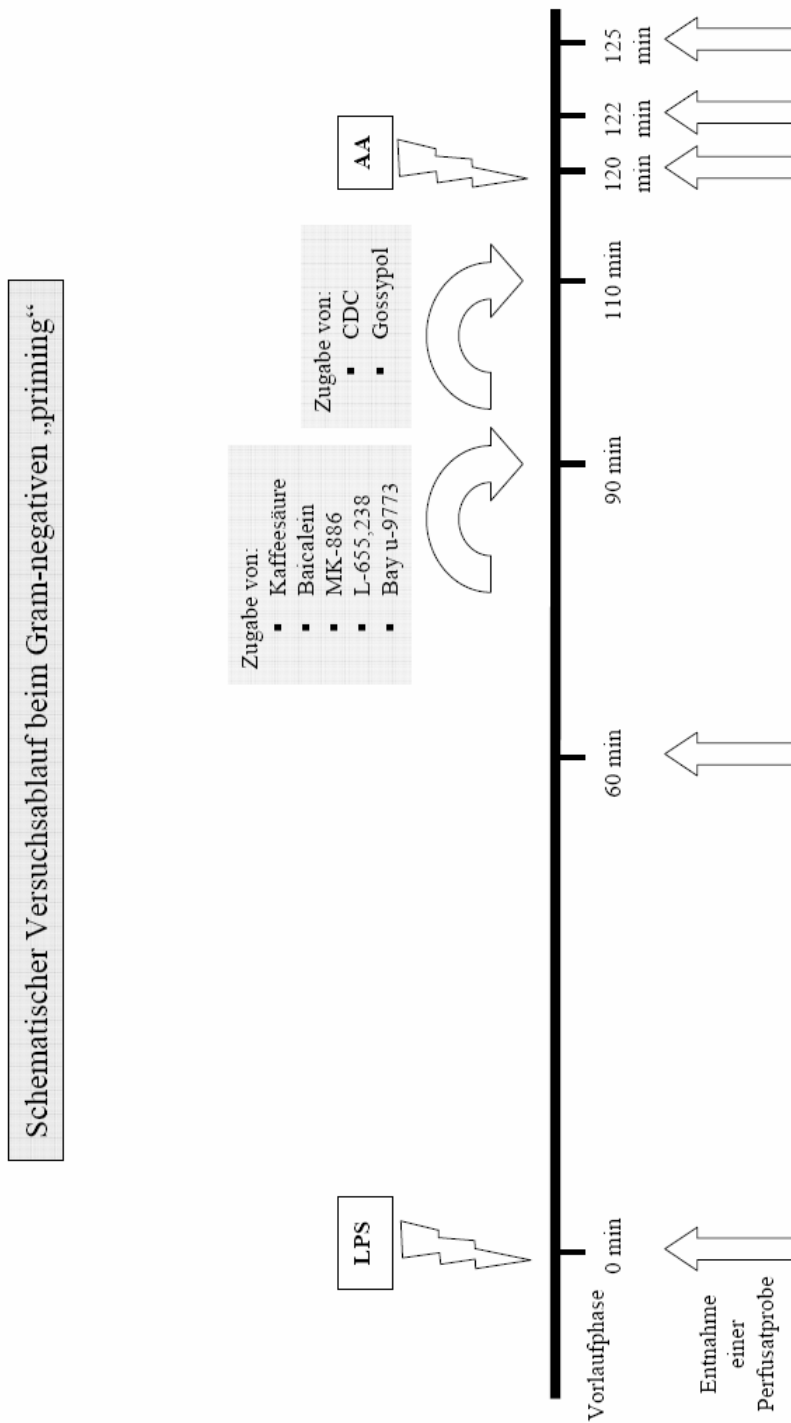 Schematischer Versuchsablauf beim Gram-negativen „priming“
LPS
Zugabe von:
▪ Kaffeesäure
▪ Baicalein
▪ MK-886
▪ L-655,238
▪ Bay u-9773
Zugabe von:
▪ CDC
▪ Gossypol
AA
Vorlaufphase
0 min
60 min
90 min
110 min
120
min
122
min
125
min
Entnahme
einer
Perfusatprobe